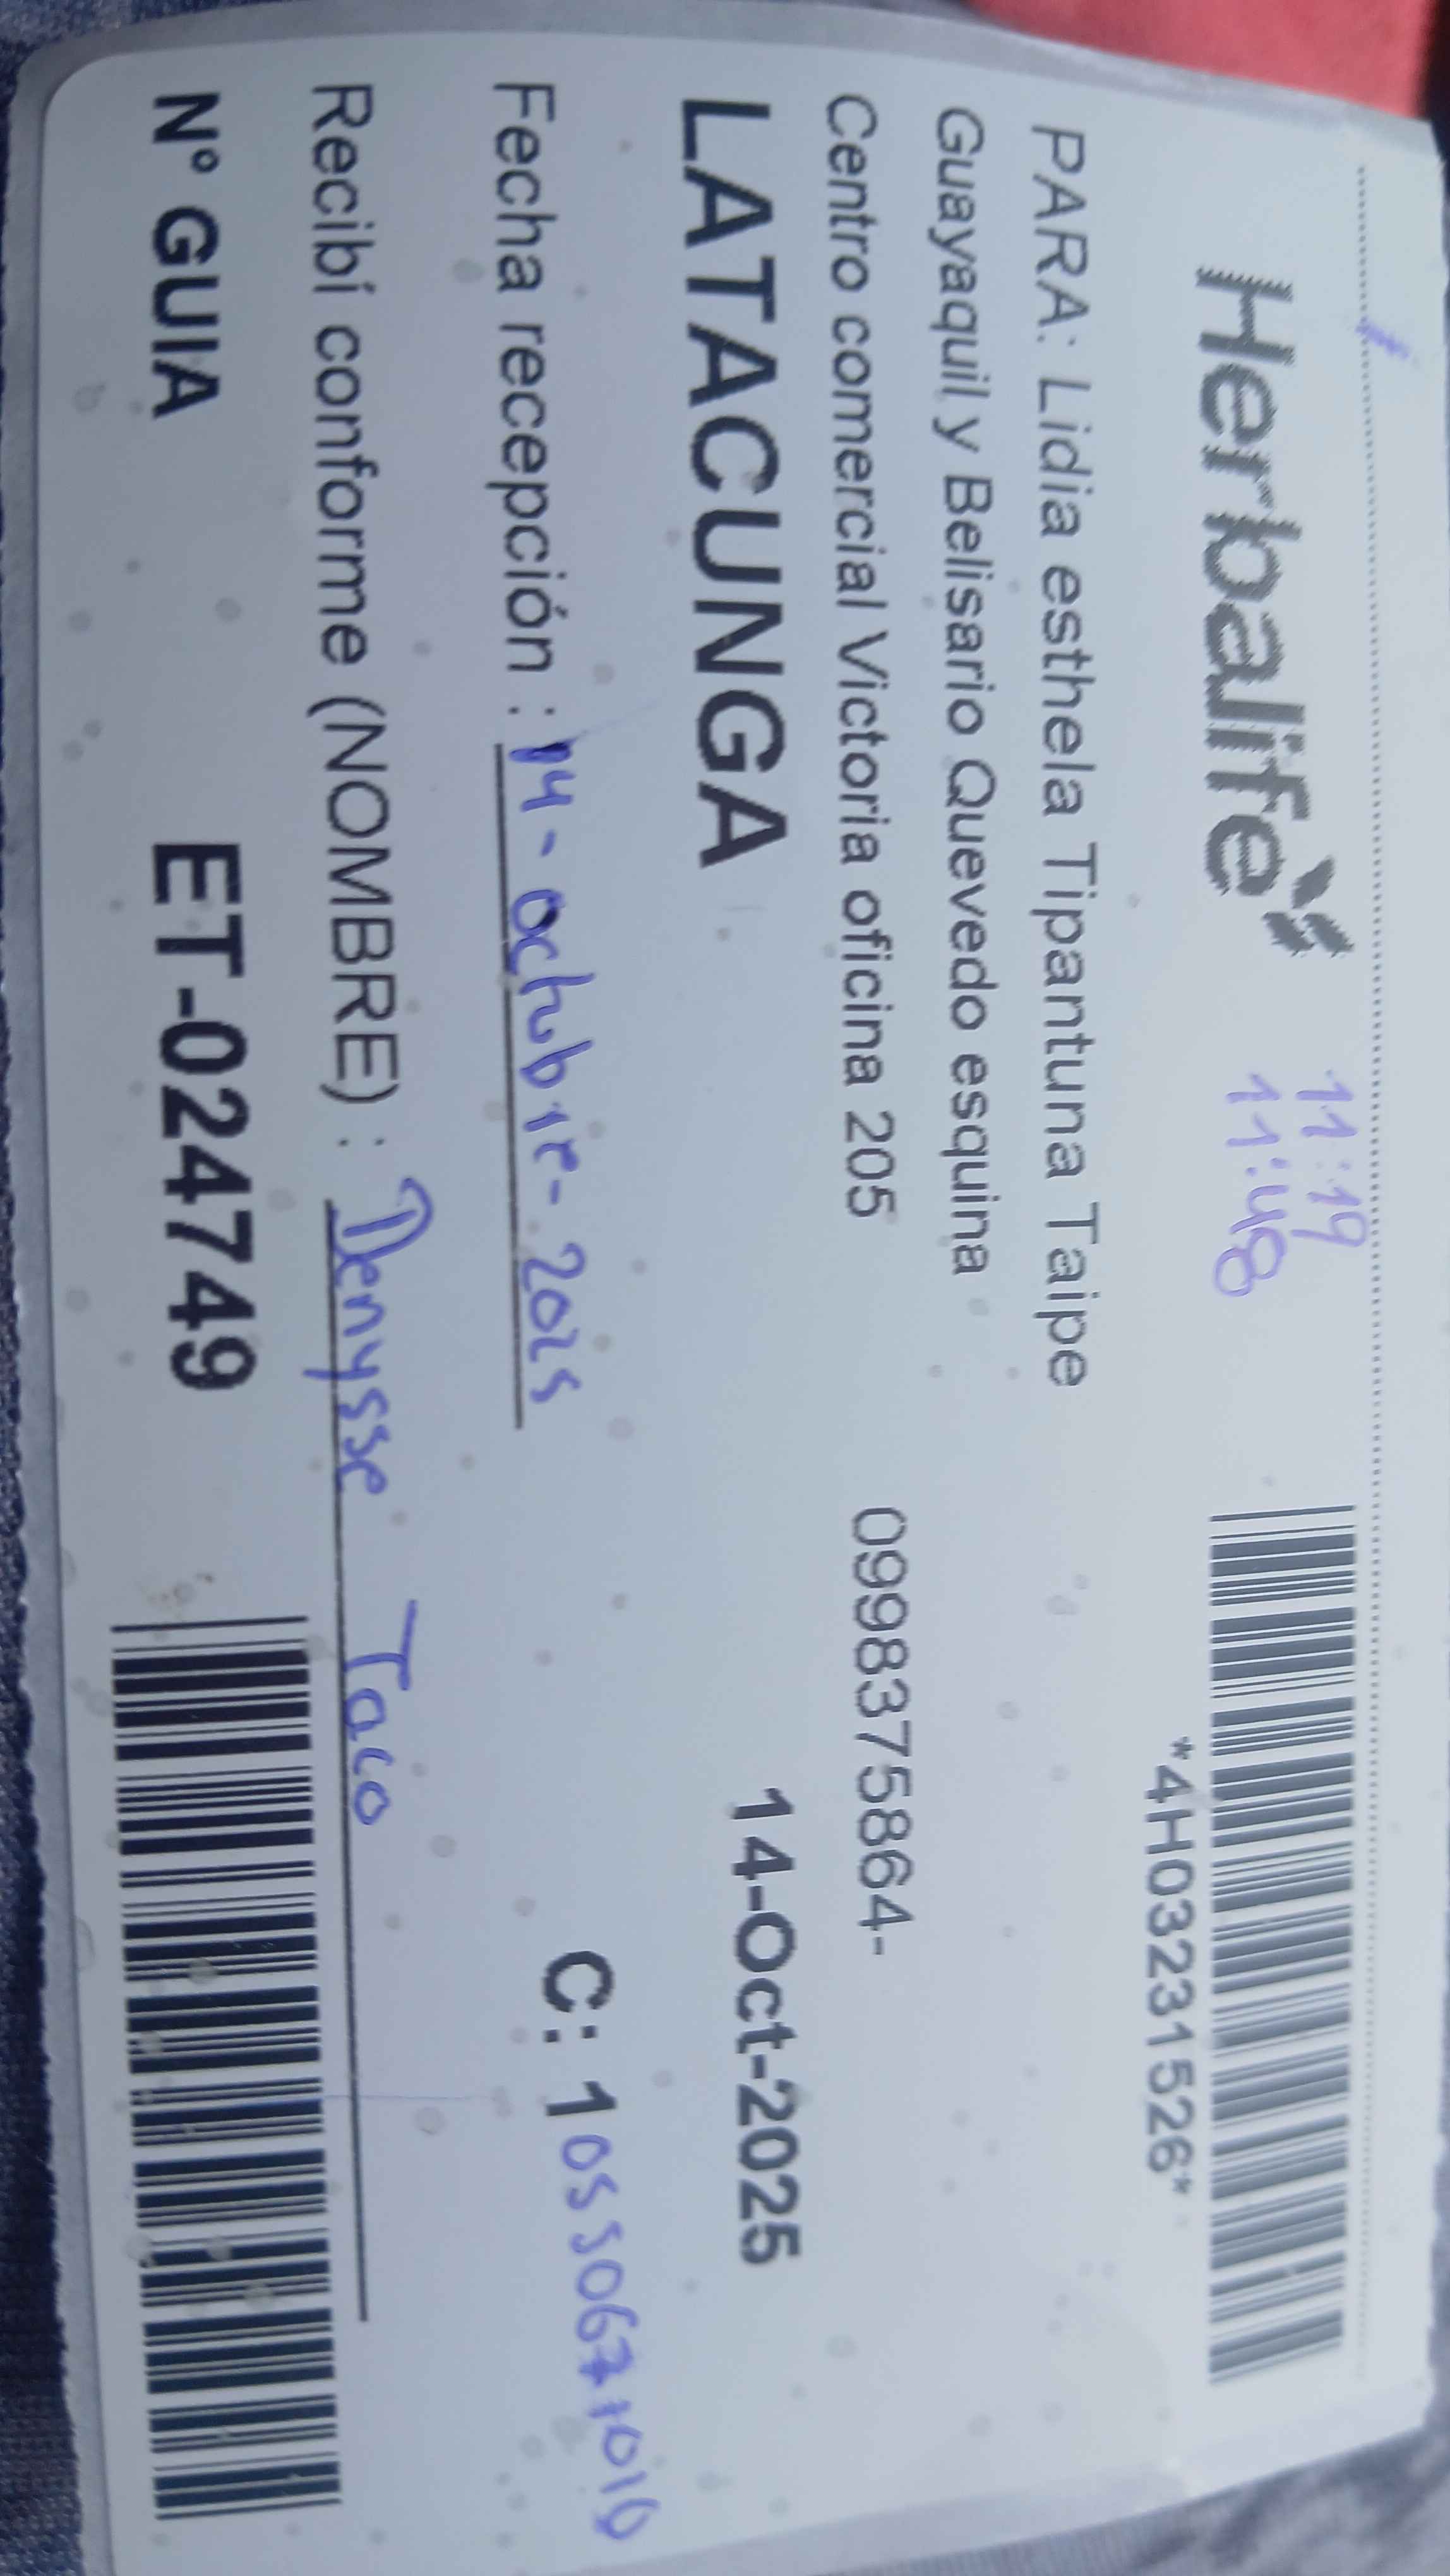 Herbalife
11:19
11:48
*4H03231526*
PARA: Lidia esthela Tipantuna Taipe
Guayaquil y Belisario Quevedo esquina
Centro comercial Victoria oficina 205 0998375864-
LATACUNGA 14-Oct-2025
Fecha recepción : 14-octubre-2025
C:
Recibí conforme (NOMBRE) : Denysse Taco
N° GUIA ET-024749